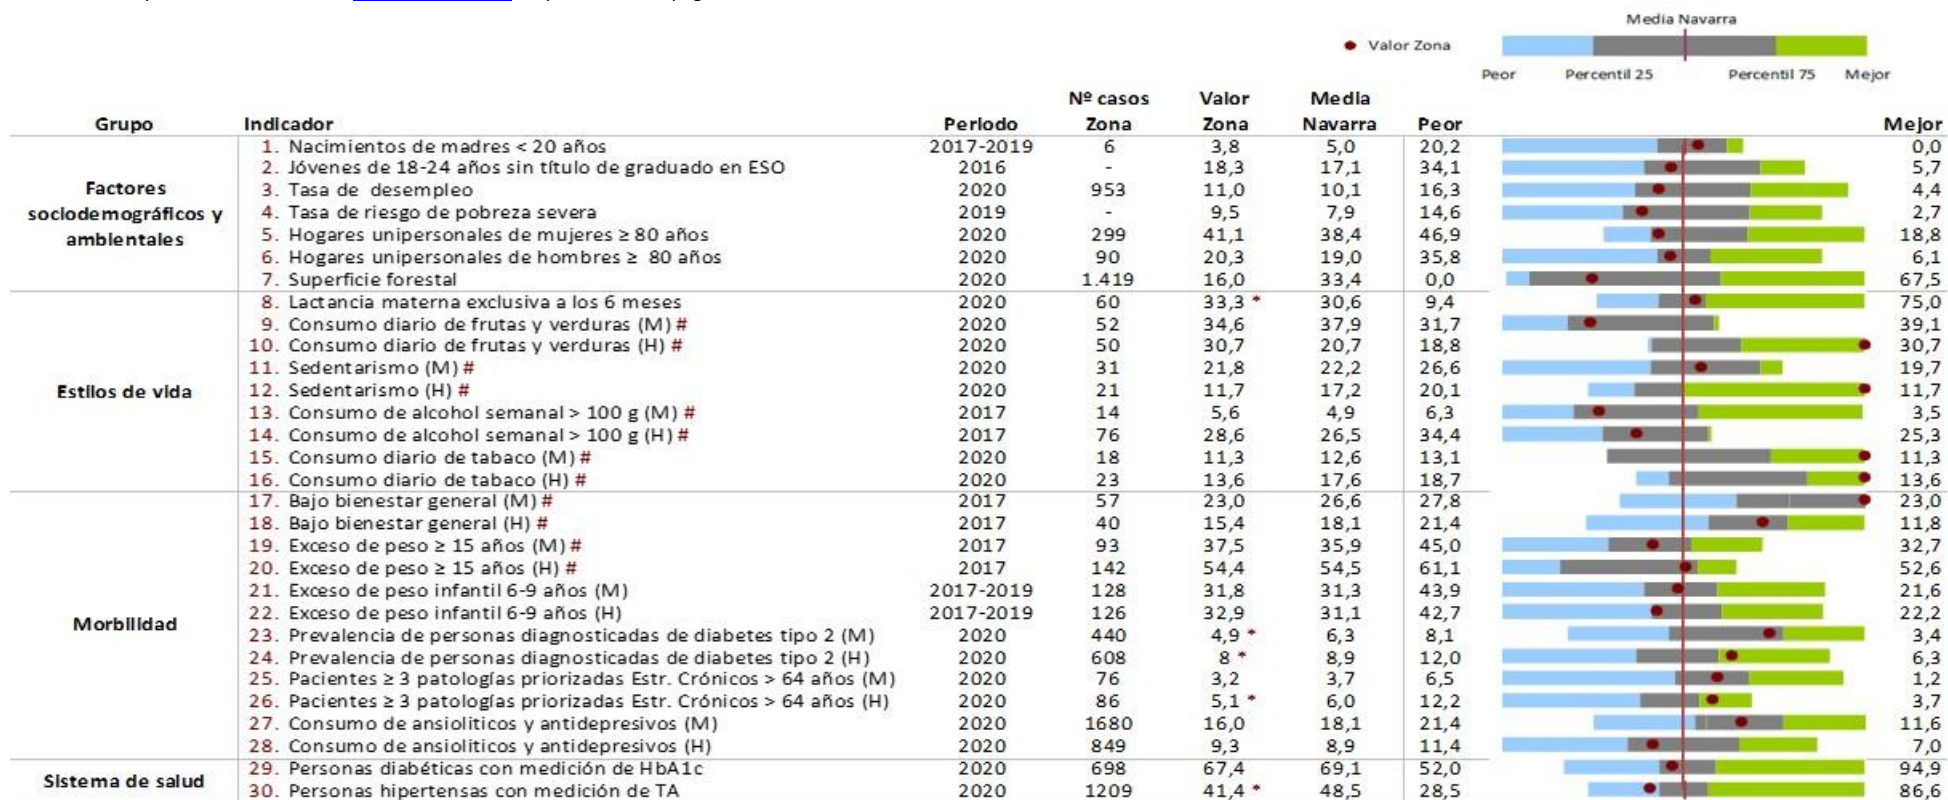 Media Navarra
Valor Zona
Peor Percentil 25 Percentil 75 Mejor
Nº casos Valor Media
Grupo Indicador Periodo Zona Zona Navarra Peor Mejor
Factores sociodemográficos y ambientales
1. Nacimientos de madres < 20 años 2017-2019 6 3,8 5,0 20,2 0,0
2. Jóvenes de 18-24 años sin título de graduado en ESO 2016 - 18,3 17,1 34,1 5,7
3. Tasa de desempleo 2020 953 11,0 10,1 16,3 4,4
4. Tasa de riesgo de pobreza severa 2019 - 9,5 7,9 14,6 2,7
5. Hogares unipersonales de mujeres ≥ 80 años 2020 299 41,1 38,4 46,9 18,8
6. Hogares unipersonales de hombres ≥ 80 años 2020 90 20,3 19,0 35,8 6,1
7. Superficie forestal 2020 1.419 16,0 33,4 0,0 67,5
Estilos de vida
8. Lactancia materna exclusiva a los 6 meses 2020 60 33,3 * 30,6 9,4 75,0
9. Consumo diario de frutas y verduras (M) # 2020 52 34,6 37,9 31,7 39,1
10. Consumo diario de frutas y verduras (H) # 2020 50 30,7 20,7 18,8 30,7
11. Sedentarismo (M) # 2020 31 21,8 22,2 26,6 19,7
12. Sedentarismo (H) # 2020 21 11,7 17,2 20,1 11,7
13. Consumo de alcohol semanal > 100 g (M) # 2017 14 5,6 4,9 6,3 3,5
14. Consumo de alcohol semanal > 100 g (H) # 2017 76 28,6 26,5 34,4 25,3
15. Consumo diario de tabaco (M) # 2020 18 11,3 12,6 13,1 11,3
16. Consumo diario de tabaco (H) # 2020 23 13,6 17,6 18,7 13,6
Morbilidad
17. Bajo bienestar general (M) # 2017 57 23,0 26,6 27,8 23,0
18. Bajo bienestar general (H) # 2017 40 15,4 18,1 21,4 11,8
19. Exceso de peso ≥ 15 años (M) # 2017 93 37,5 35,9 45,0 32,7
20. Exceso de peso ≥ 15 años (H) # 2017 142 54,4 54,5 61,1 52,6
21. Exceso de peso infantil 6-9 años (M) 2017-2019 128 31,8 31,3 43,9 21,6
22. Exceso de peso infantil 6-9 años (H) 2017-2019 126 32,9 31,1 42,7 22,2
23. Prevalencia de personas diagnosticadas de diabetes tipo 2 (M) 2020 440 4,9 * 6,3 8,1 3,4
24. Prevalencia de personas diagnosticadas de diabetes tipo 2 (H) 2020 608 8 * 8,9 12,0 6,3
25. Pacientes ≥ 3 patologías priorizadas Estr. Crónicos > 64 años (M) 2020 76 3,2 3,7 6,5 1,2
26. Pacientes ≥ 3 patologías priorizadas Estr. Crónicos > 64 años (H) 2020 86 5,1 * 6,0 12,2 3,7
27. Consumo de ansioliticos y antidepresivos (M) 2020 1680 16,0 18,1 21,4 11,6
28. Consumo de ansioliticos y antidepresivos (H) 2020 849 9,3 8,9 11,4 7,0
Sistema de salud
29. Personas diabéticas con medición de HbA1c 2020 698 67,4 69,1 52,0 94,9
30. Personas hipertensas con medición de TA 2020 1209 41,4 * 48,5 28,5 86,6